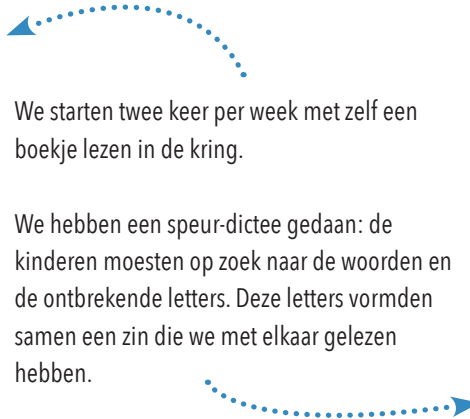 We starten twee keer per week met zelf een
boekje lezen in de kring.
We hebben een speur-dictee gedaan: de
kinderen moesten op zoek naar de woorden en
de ontbrekende letters. Deze letters vormden
samen een zin die we met elkaar gelezen
hebben.